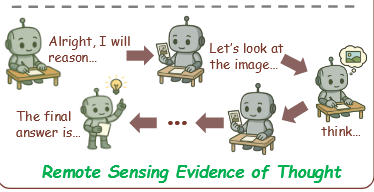 Alright, I will
reason...
Let's look at
the image...
think...
...
The final
answer is...
Remote Sensing Evidence of Thought